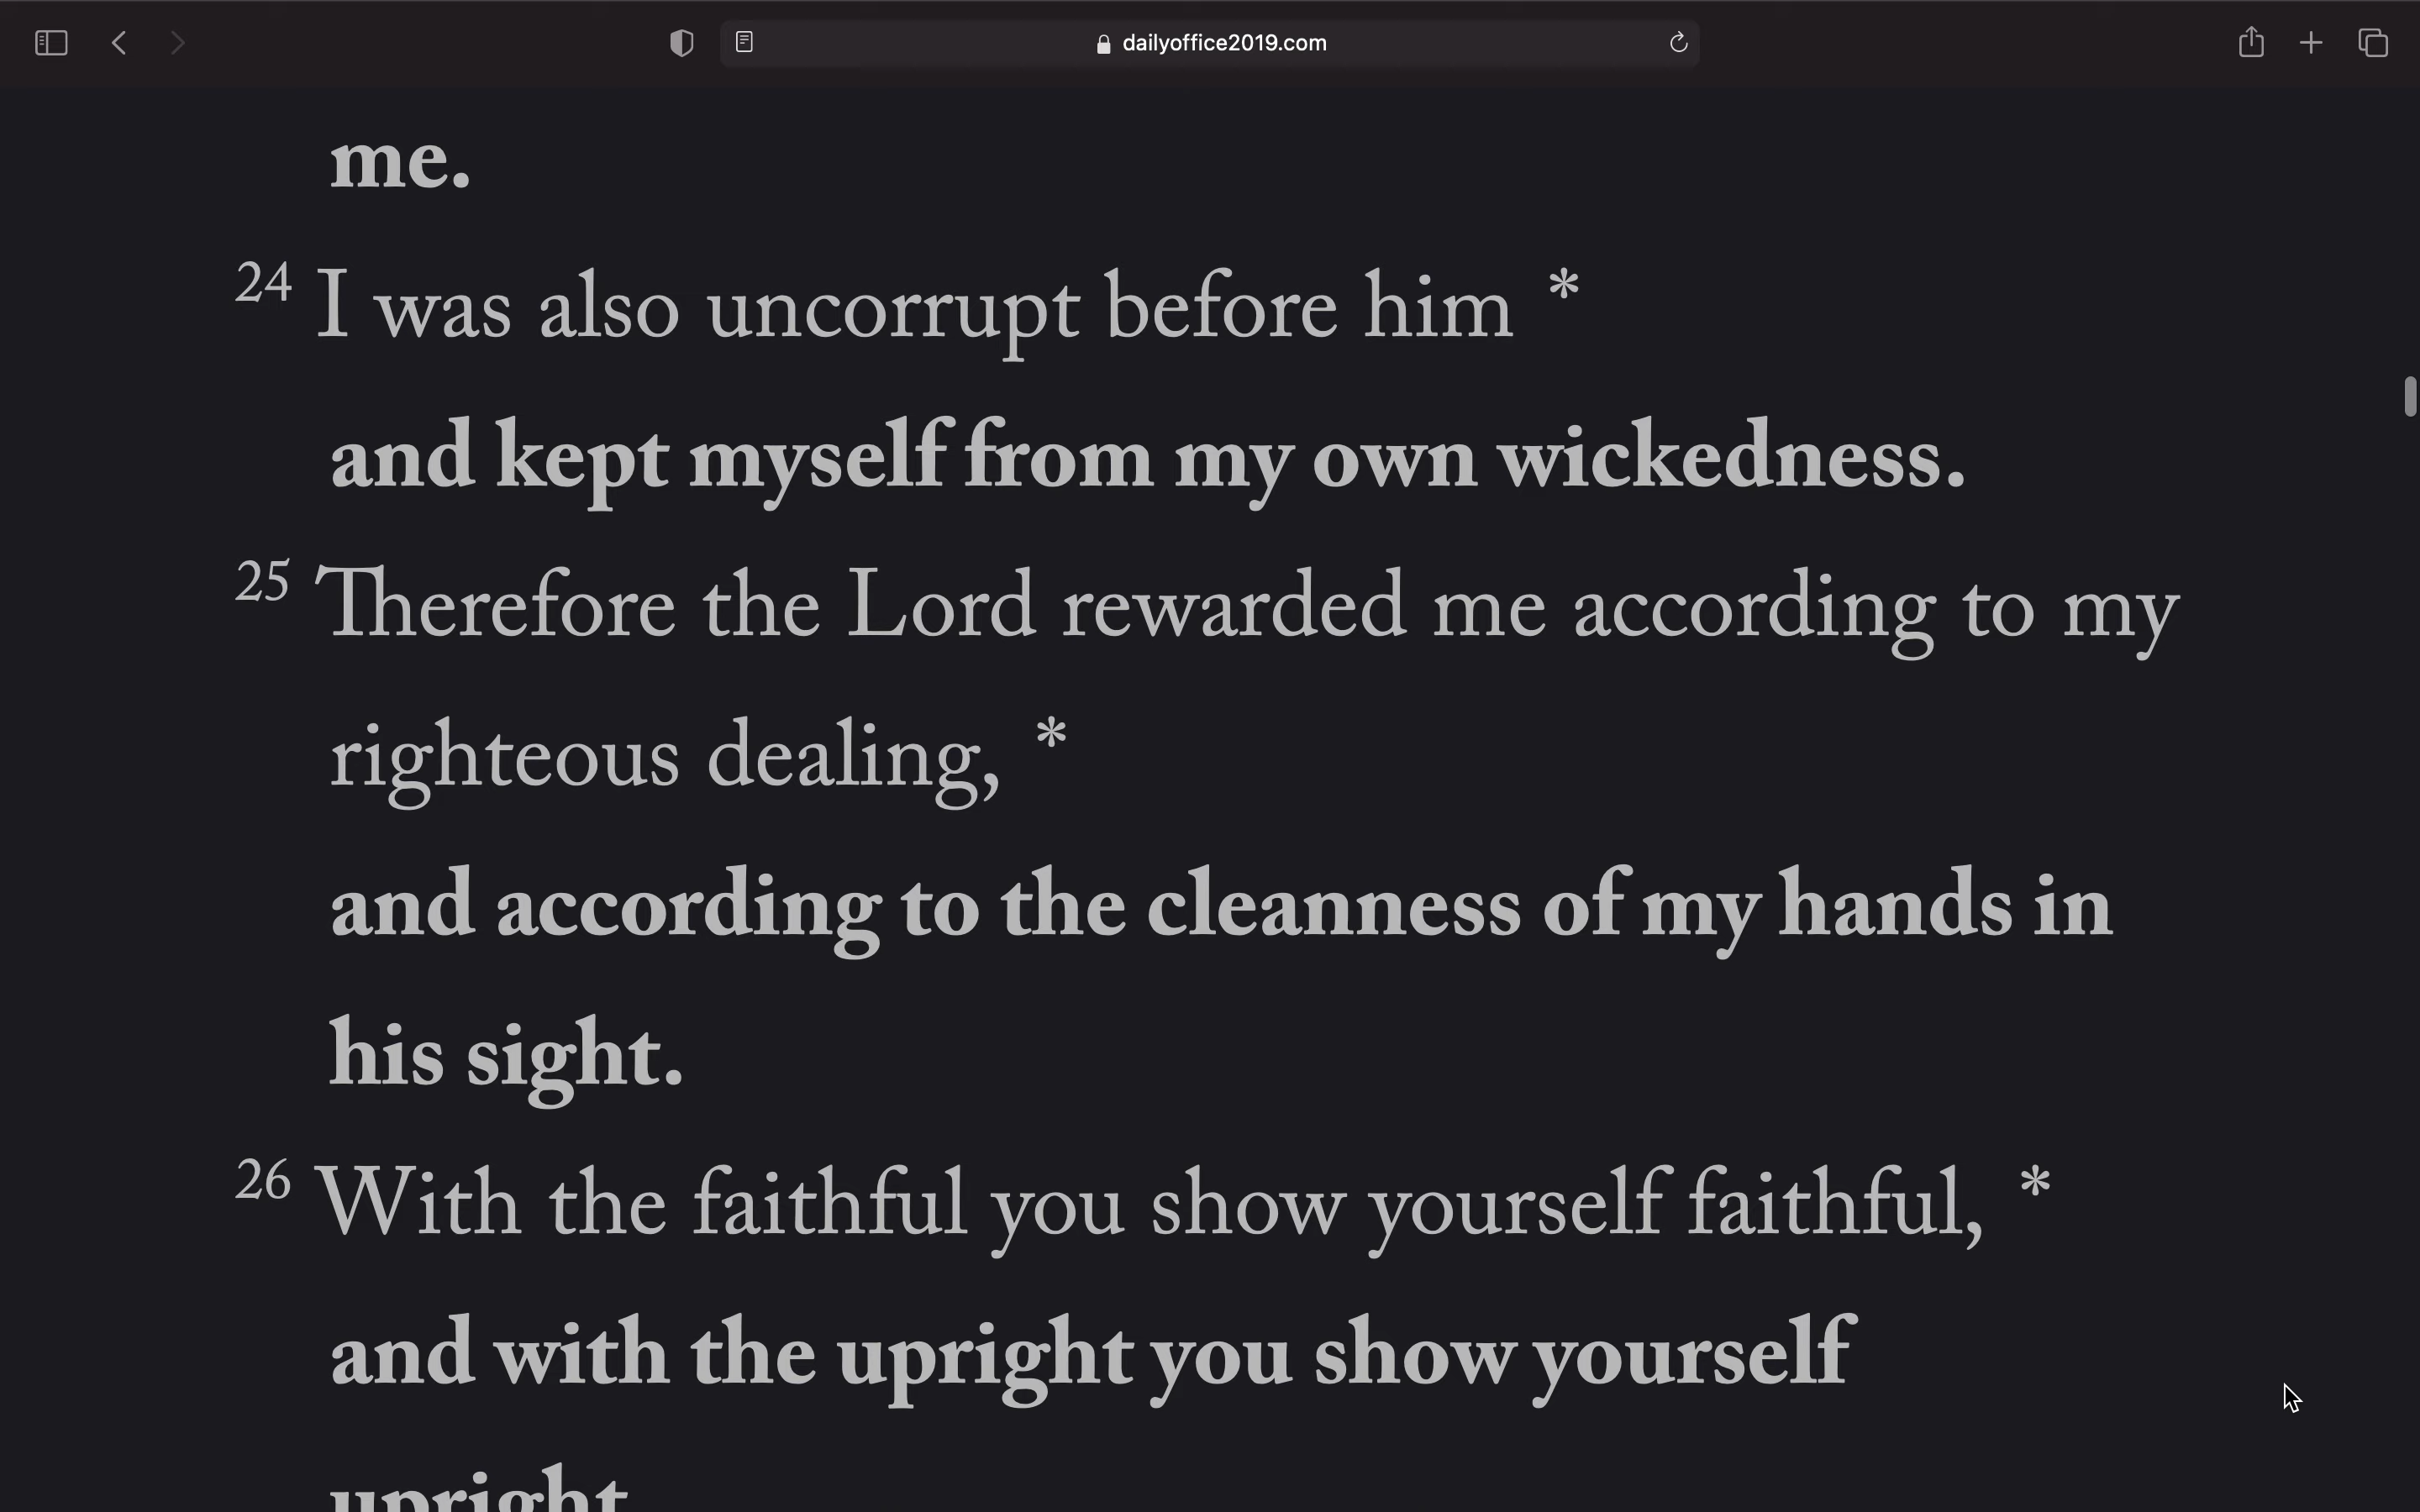 dailyoffice2019.com
me.
24 I was also uncorrupt before him *
and kept myself from my own wickedness.
25 Therefore the Lord rewarded me according to my
righteous dealing, *
and according to the cleanness of my hands in
his sight.
26 With the faithful you show yourself faithful, *
and with the upright you show yourself
upright